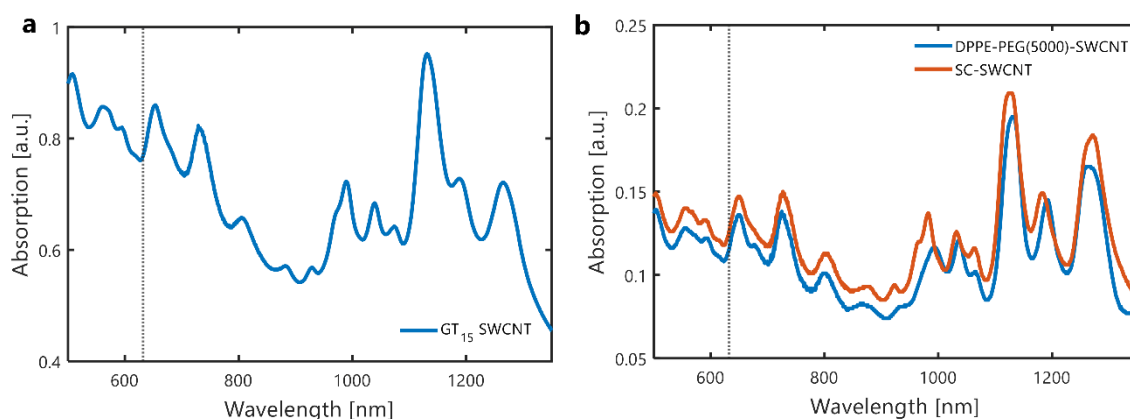 a
1
0.8
0.6
0.4
Absorption [a.u.]
600
800
1000
1200
Wavelength [nm]
GT15 SWCNT
b
0.25
0.2
0.15
0.1
0.05
Absorption [a.u.]
600
800
1000
1200
Wavelength [nm]
DPPE-PEG(5000)-SWCNT
SC-SWCNT